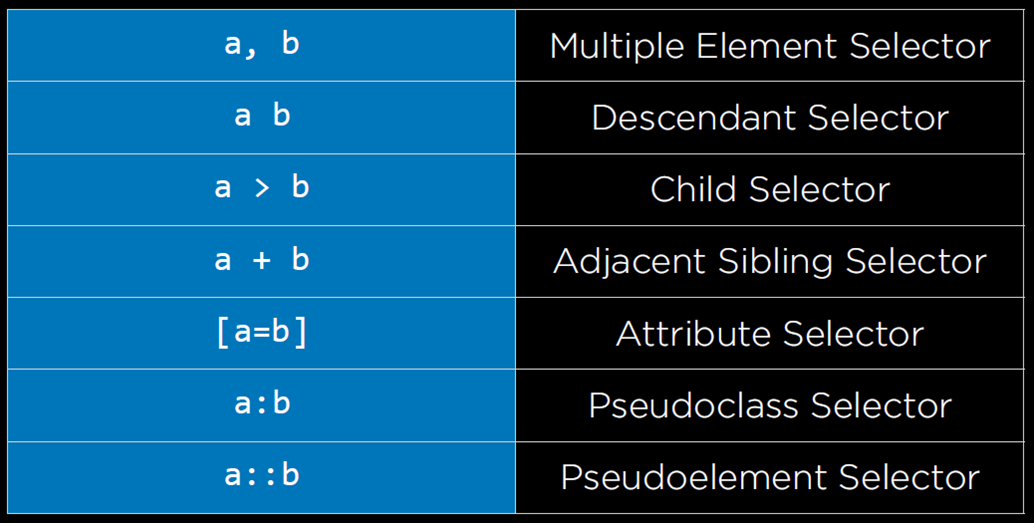 a, b Multiple Element Selector
a b Descendant Selector
a > b Child Selector
a + b Adjacent Sibling Selector
[a=b] Attribute Selector
a:b Pseudoclass Selector
a::b Pseudoelement Selector